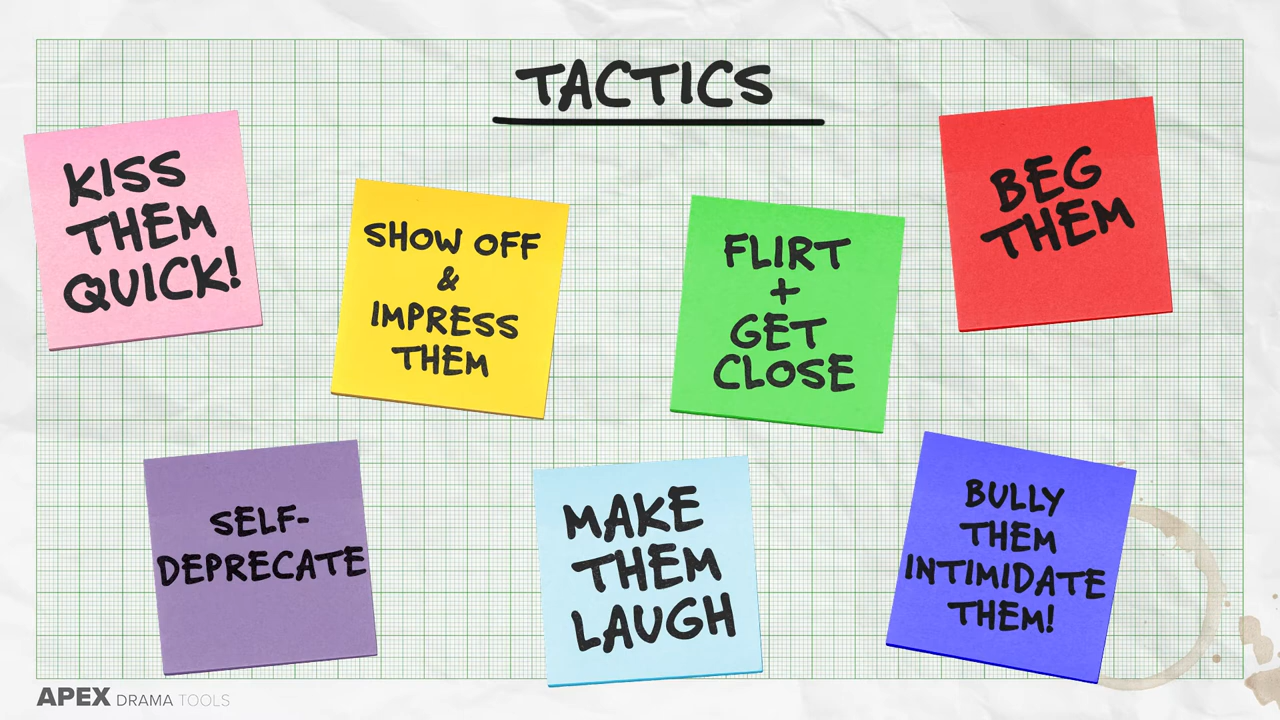 TACTICS
KISS
THEM
QUICK!
SHOW OFF
&
IMPRESS
THEM
FLIRT
+
GET
CLOSE
BEG
THEM
SELF-
DEPRECATE
MAKE
THEM
LAUGH
BULLY
THEM
INTIMIDATE
THEM!
APEX DRAMA TOOLS